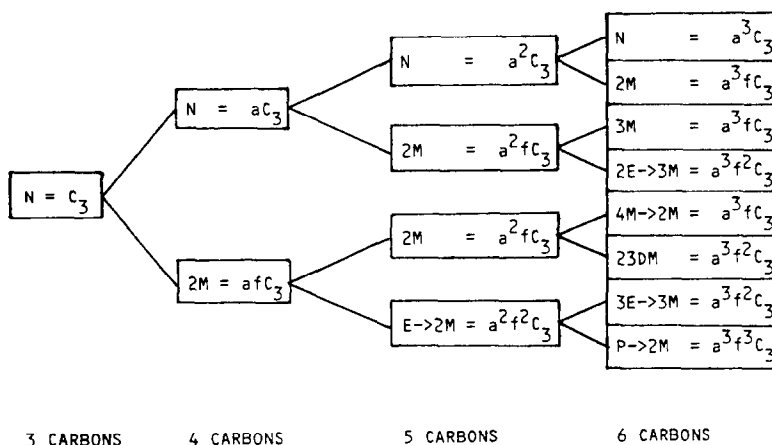 N = C₃
N = aC₃
2M = afC₃
N = a²C₃
2M = a²fC₃
2M = a²fC₃
E->2M = a²f²C₃
N = a³C₃
2M = a³fC₃
3M = a³fC₃
2E->3M = a³f²C₃
4M->2M = a³fC₃
23DM = a³f²C₃
3E->3M = a³f²C₃
P->2M = a³f³C₃
3 CARBONS 4 CARBONS 5 CARBONS 6 CARBONS